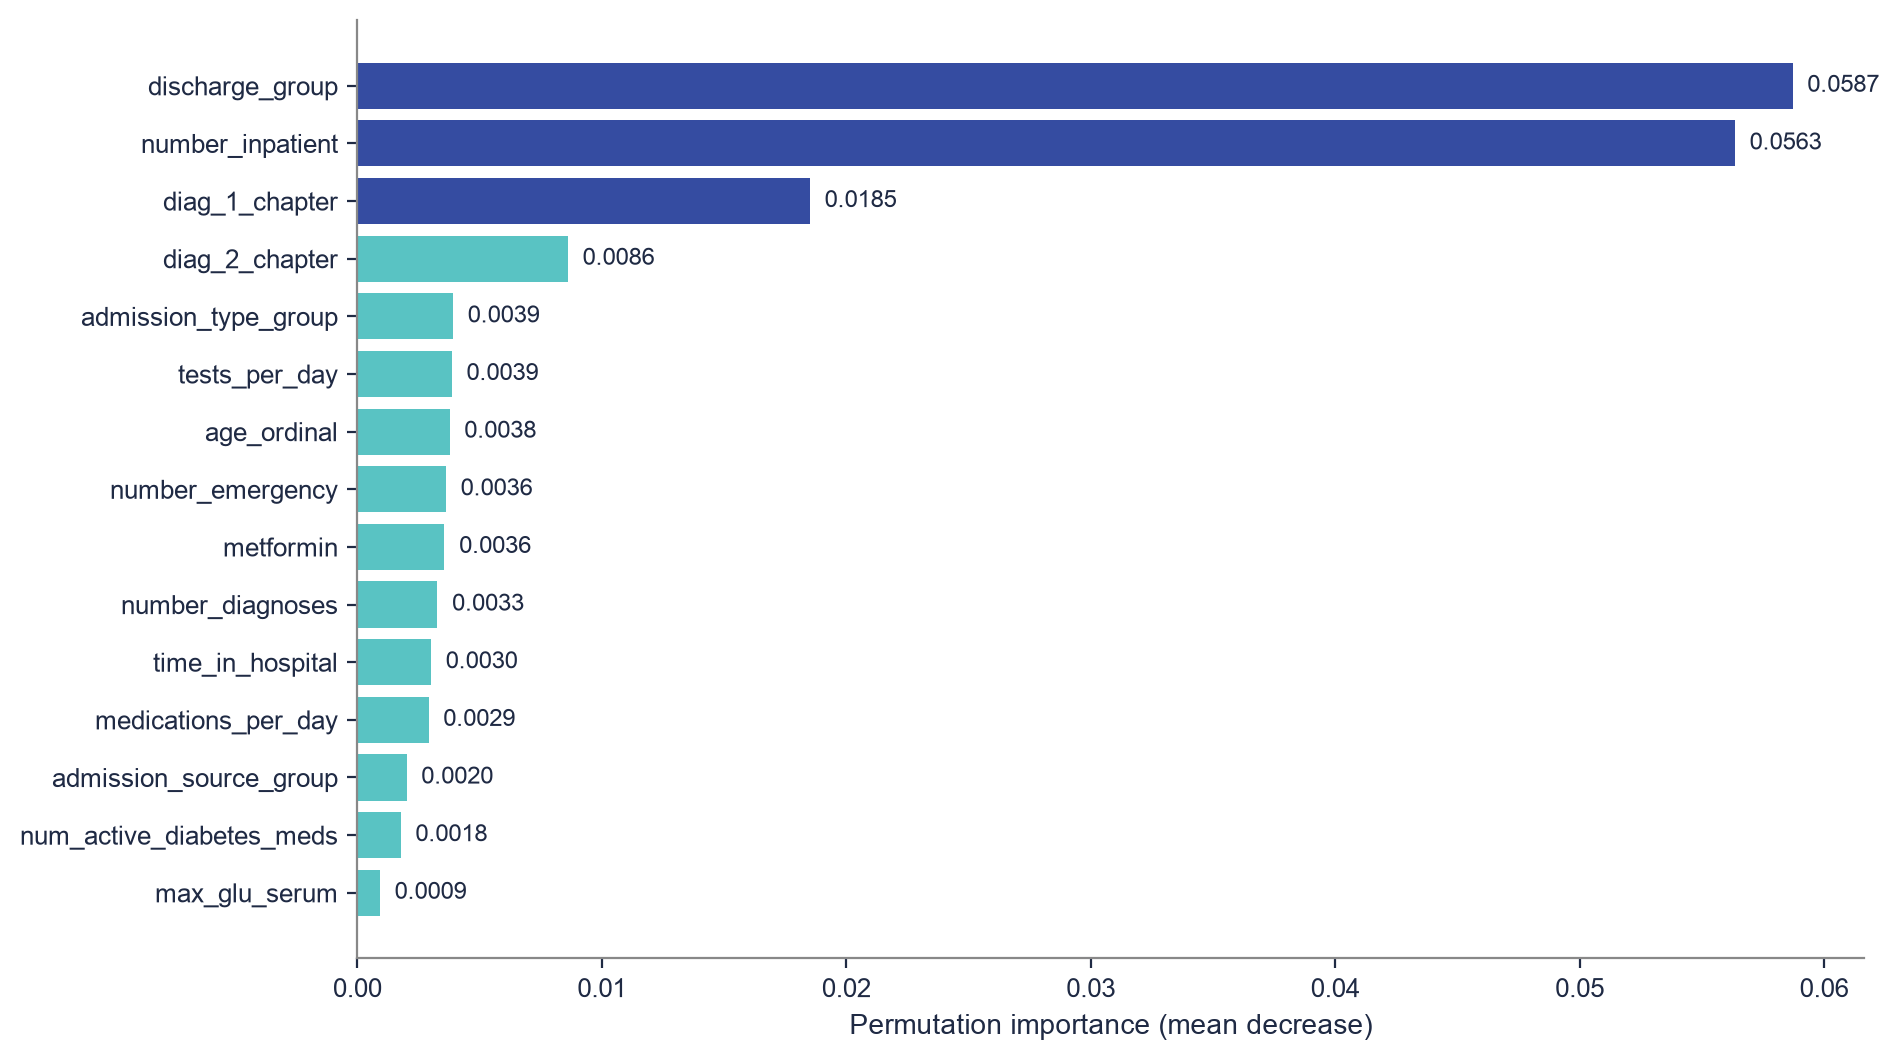 discharge_group 0.0587
number_inpatient 0.0563
diag_1_chapter 0.0185
diag_2_chapter 0.0086
admission_type_group 0.0039
tests_per_day 0.0039
age_ordinal 0.0038
number_emergency 0.0036
metformin 0.0036
number_diagnoses 0.0033
time_in_hospital 0.0030
medications_per_day 0.0029
admission_source_group 0.0020
num_active_diabetes_meds 0.0018
max_glu_serum 0.0009
0.00 0.01 0.02 0.03 0.04 0.05 0.06
Permutation importance (mean decrease)